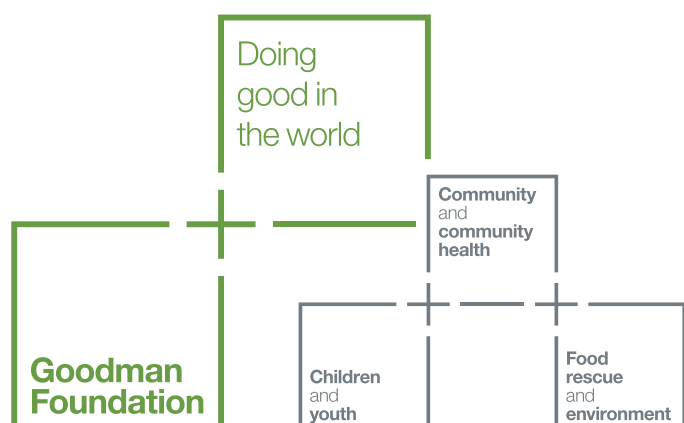 Doing
good in
the world
Community
and
community
health
Goodman
Foundation
Children
and
youth
Food
rescue
and
environment